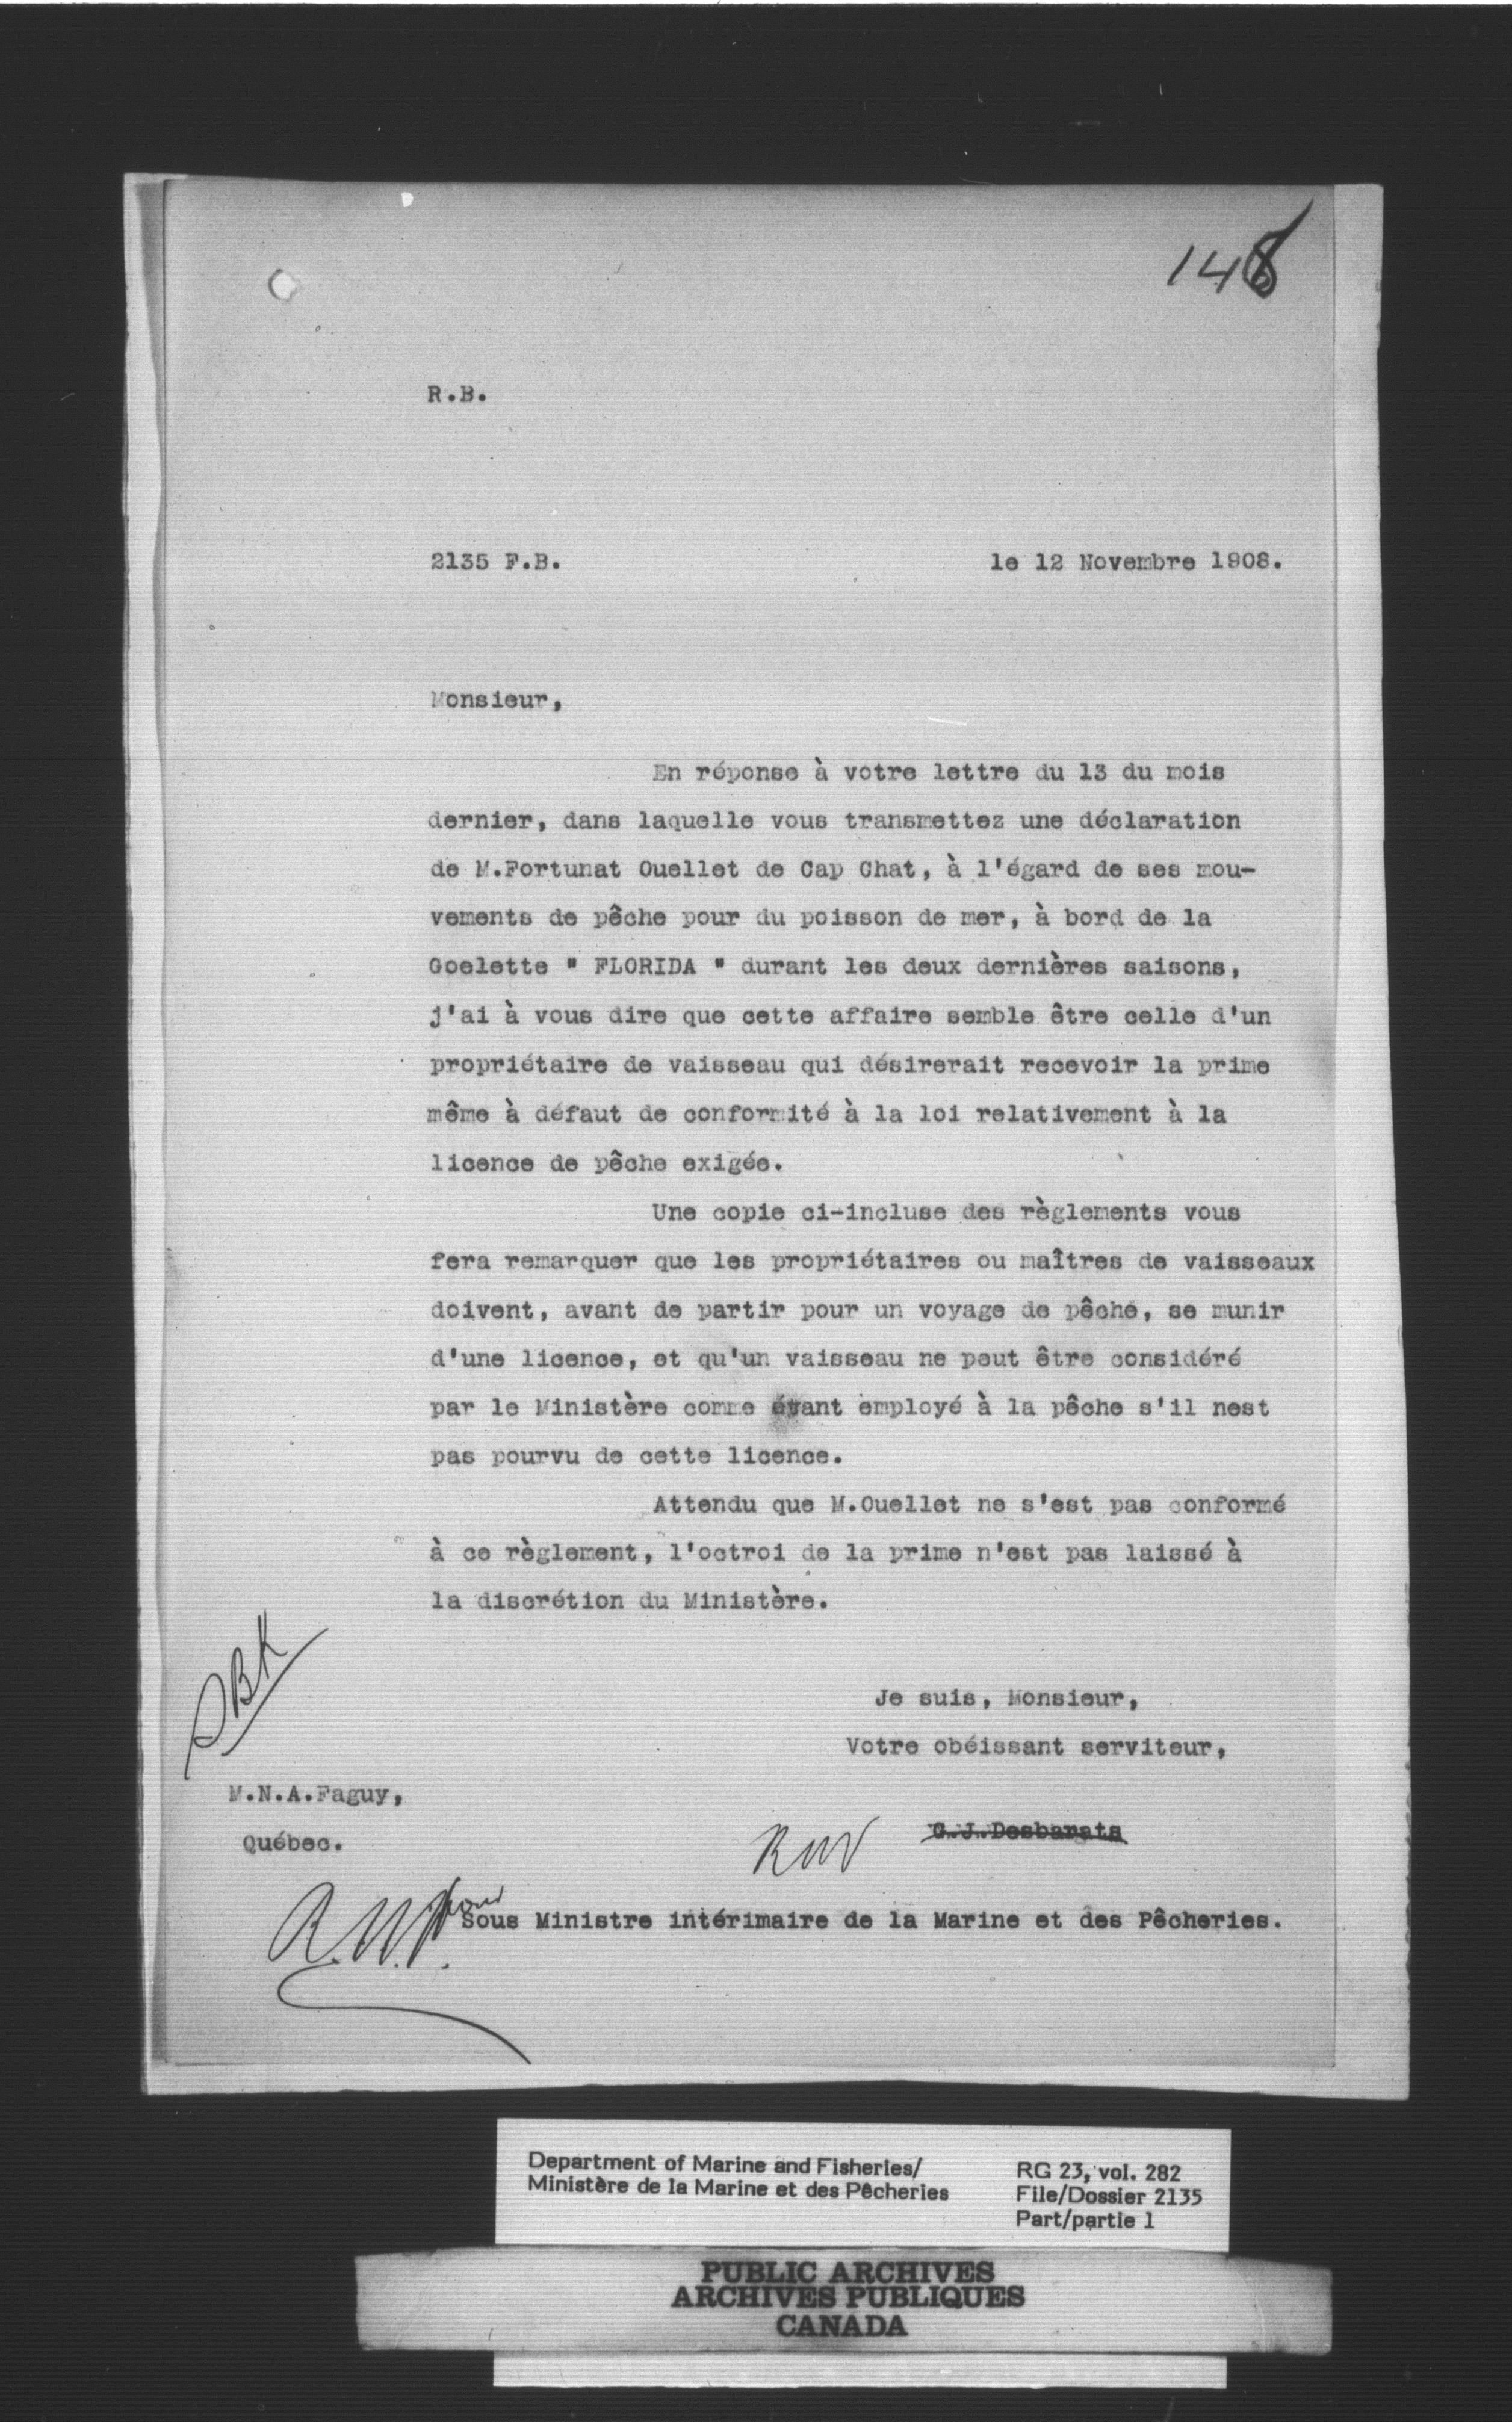 148
R.B.
2135 F.B. le 12 Novembre 1908.
Monsieur,
En réponse à votre lettre du 13 du mois
dernier, dans laquelle vous transmettez une déclaration
de M.Fortunat Ouellet de Cap Chat, à l'égard de ses mou-
vements de pêche pour du poisson de mer, à bord de la
Goelette " FLORIDA " durant les deux dernières saisons,
j'ai à vous dire que cette affaire semble être celle d'un
propriétaire de vaisseau qui désirerait recevoir la prime
même à défaut de conformité à la loi relativement à la
licence de pêche exigée.
Une copie ci-incluse des règlements vous
fera remarquer que les propriétaires ou maîtres de vaisseaux
doivent, avant de partir pour un voyage de pêche, se munir
d'une licence, et qu'un vaisseau ne peut être considéré
par le Ministère comme étant employé à la pêche s'il nest
pas pourvu de cette licence.
Attendu que M.Ouellet ne s'est pas conformé
à ce règlement, l'octroi de la prime n'est pas laissé à
la discrétion du Ministère.
Je suis, Monsieur,
Votre obéissant serviteur,
M.N.A.Faguy,
Québec.
G.J.Desbarats
pour
Sous Ministre intérimaire de la Marine et des Pêcheries.
Department of Marine and Fisheries/
Ministère de la Marine et des Pêcheries
RG 23, vol. 282
File/Dossier 2135
Part/partie 1
PUBLIC ARCHIVES
ARCHIVES PUBLIQUES
CANADA